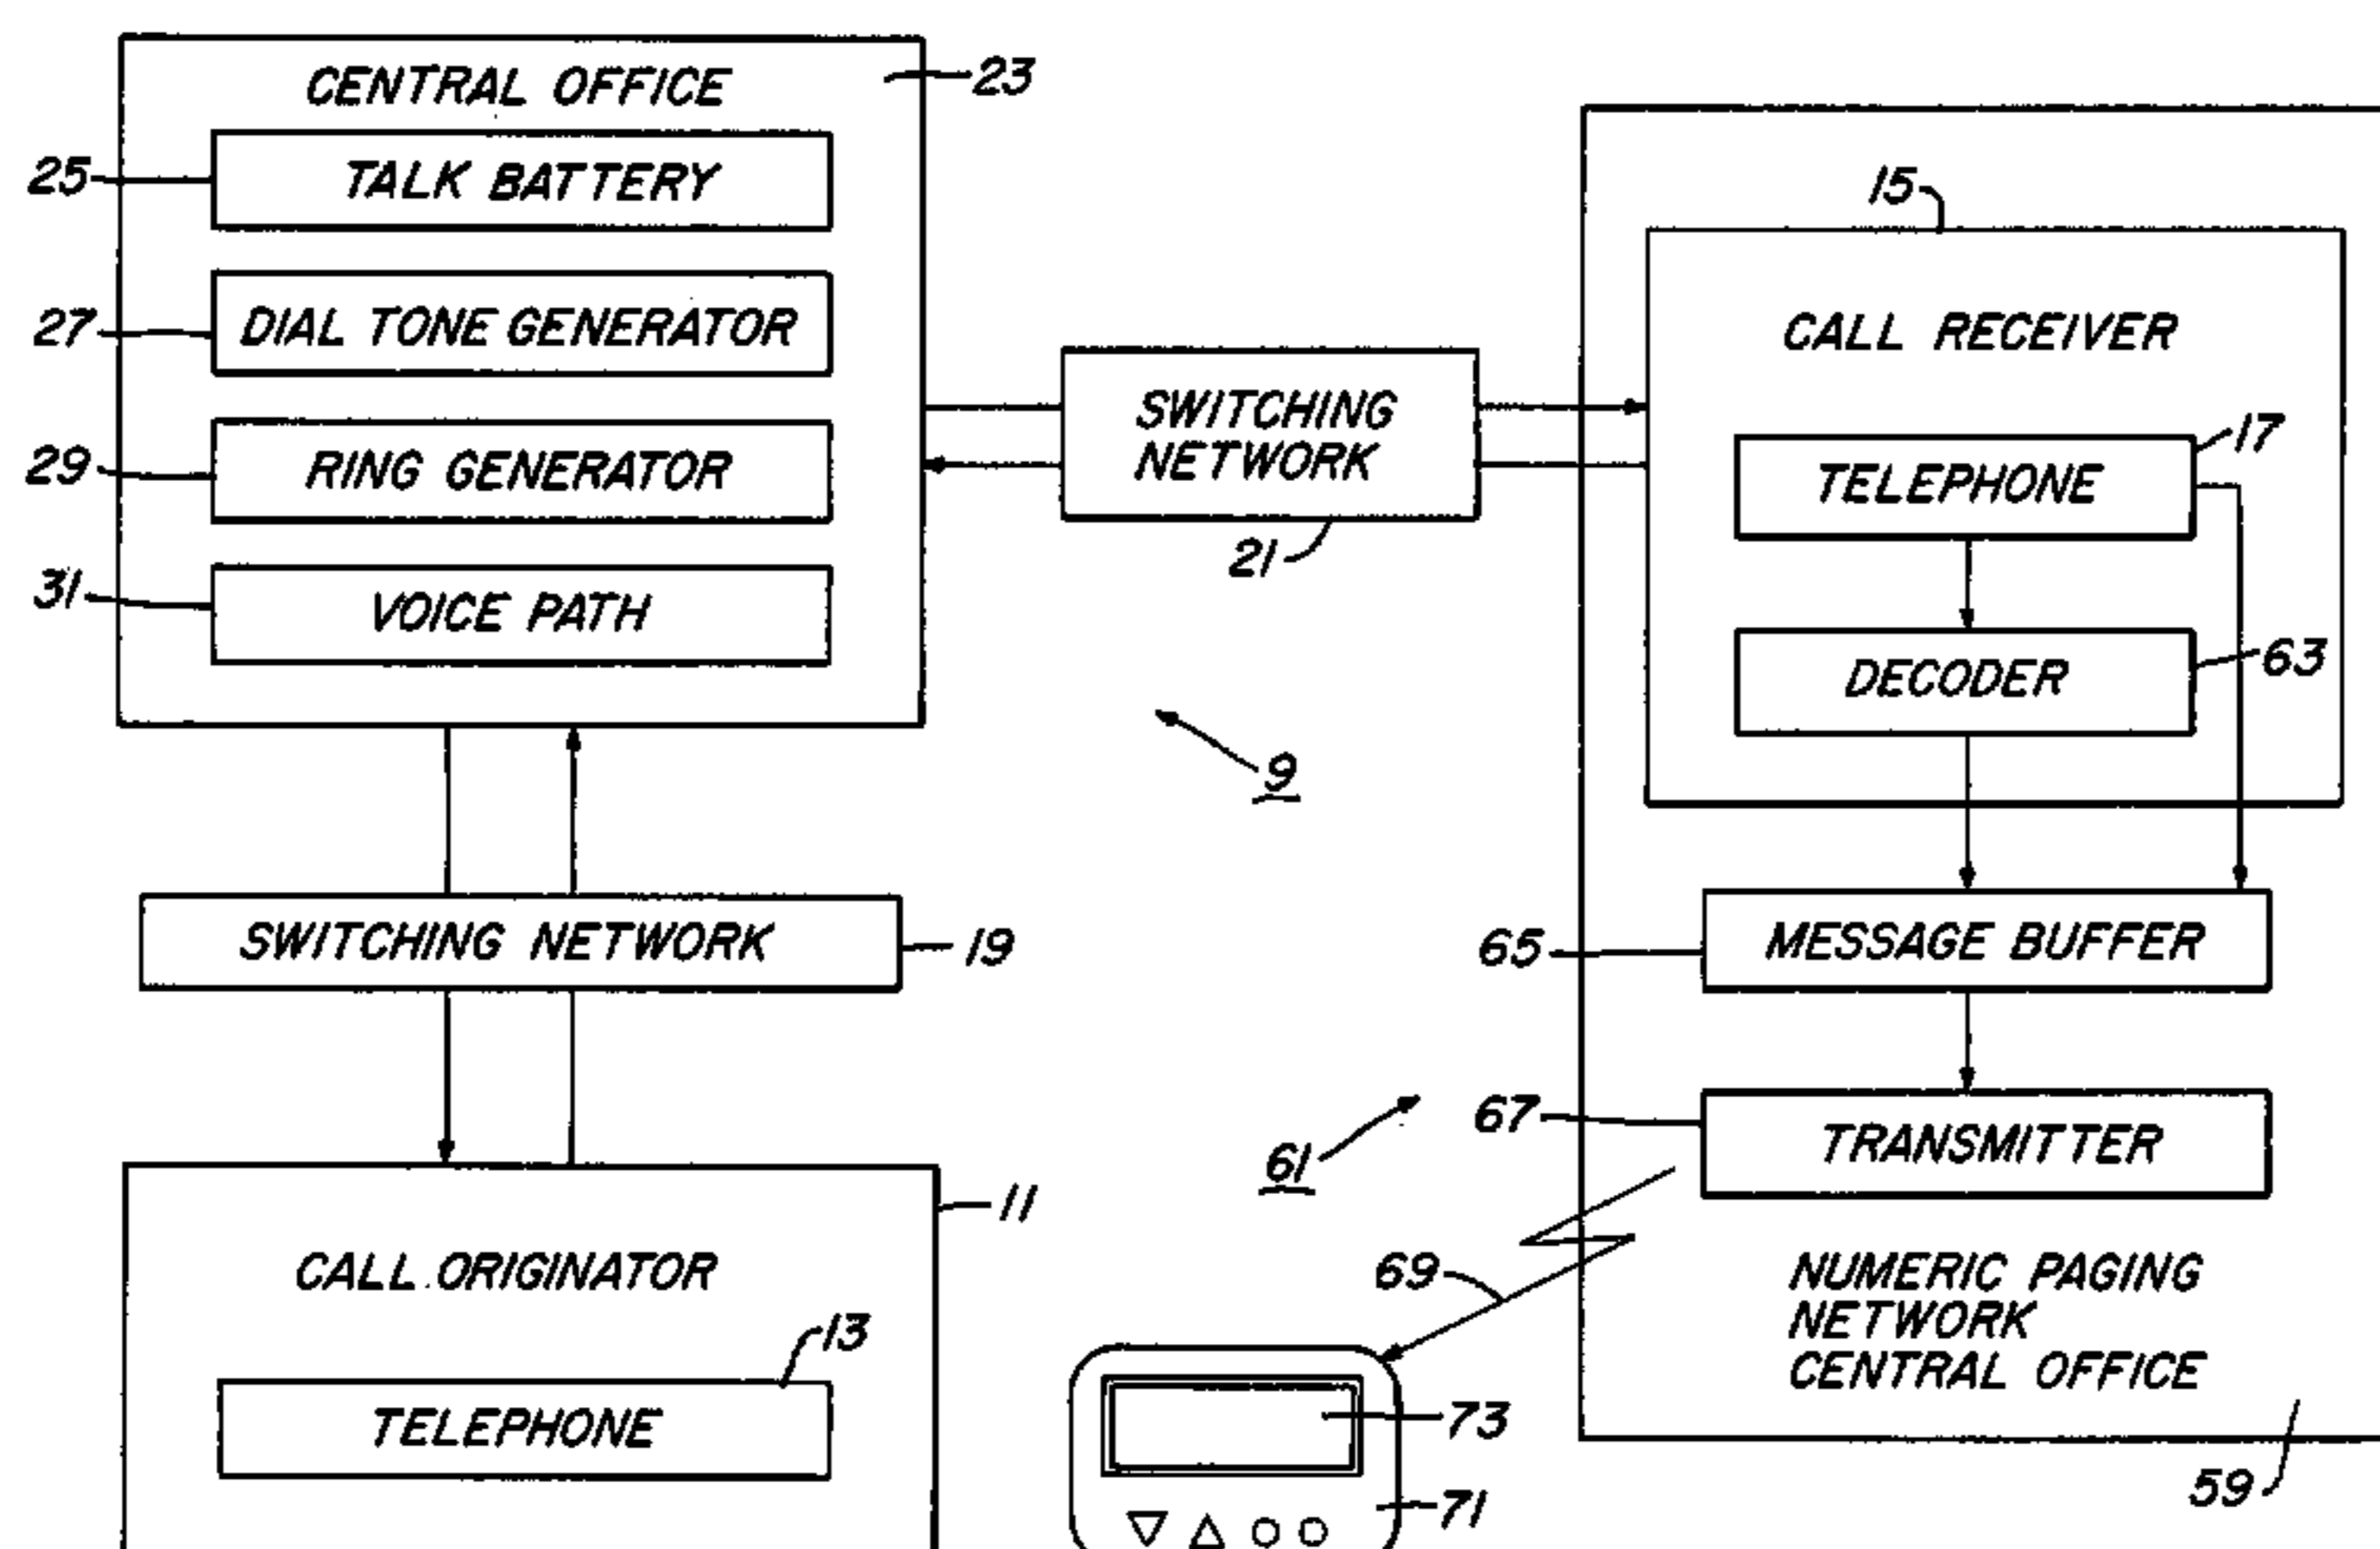 CENTRAL OFFICE
23
25
TALK BATTERY
27
DIAL TONE GENERATOR
29
RING GENERATOR
31
VOICE PATH
SWITCHING
NETWORK
21
15
CALL RECEIVER
17
TELEPHONE
DECODER
63
9
SWITCHING NETWORK
19
65
MESSAGE BUFFER
67
TRANSMITTER
61
11
CALL ORIGINATOR
13
TELEPHONE
69
NUMERIC PAGING
NETWORK
CENTRAL OFFICE
73
71
59